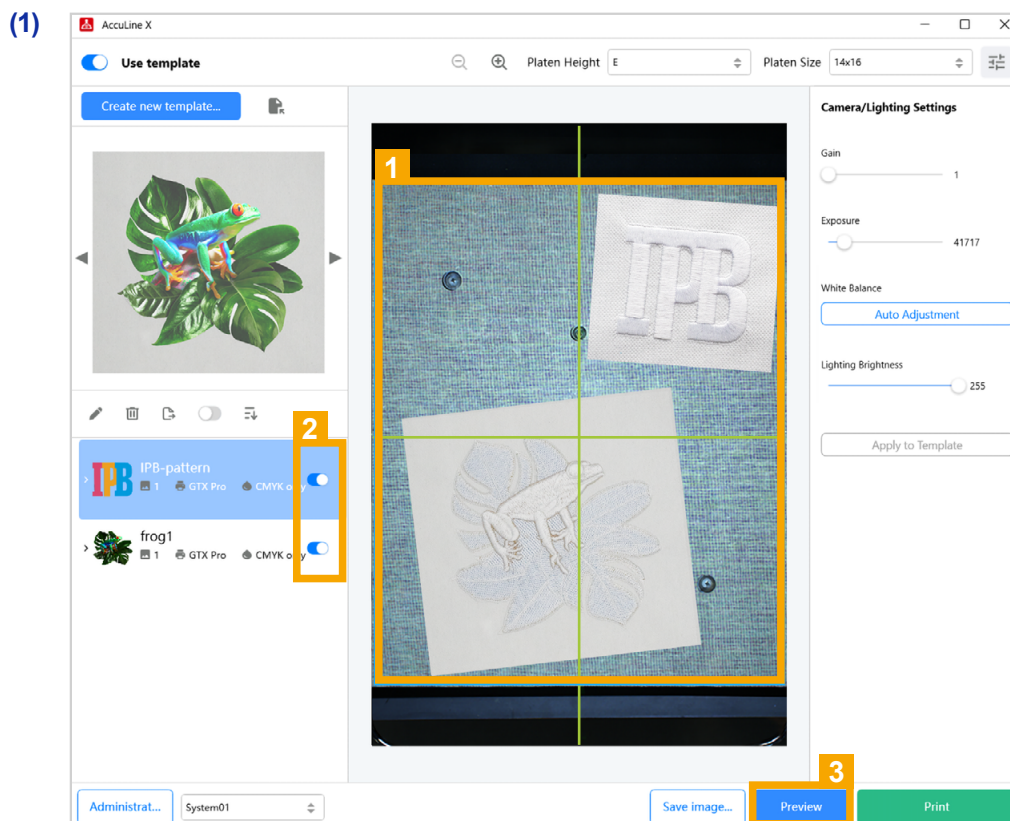 (1)
AccuLine X
Use template
Platen Height E
Platen Size 14x16
Create new template...
Camera/Lighting Settings
Gain
1
1
Exposure
41717
White Balance
Auto Adjustment
IPB
Lighting Brightness
255
2
Apply to Template
IPB IPB-pattern
1 GTX Pro CMYK o y
frog1
1 GTX Pro CMYK only
3
Administrat...
System01
Save image...
Preview
Print